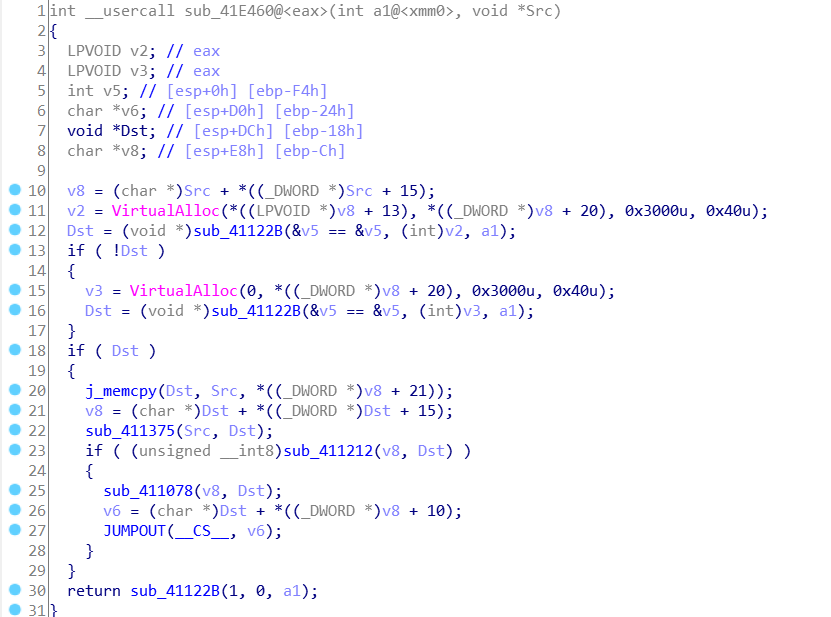 1 int __usercall sub_41E460@<eax>(int a1@<xmm0>, void *Src)
2 {
3 LPVOID v2; // eax
4 LPVOID v3; // eax
5 int v5; // [esp+0h] [ebp-F4h]
6 char *v6; // [esp+D0h] [ebp-24h]
7 void *Dst; // [esp+DCh] [ebp-18h]
8 char *v8; // [esp+E8h] [ebp-Ch]
9
10 v8 = (char *)Src + *((_DWORD *)Src + 15);
11 v2 = VirtualAlloc(*((LPVOID *)v8 + 13), *((_DWORD *)v8 + 20), 0x3000u, 0x40u);
12 Dst = (void *)sub_41122B(&v5 == &v5, (int)v2, a1);
13 if ( !Dst )
14 {
15 v3 = VirtualAlloc(0, *((_DWORD *)v8 + 20), 0x3000u, 0x40u);
16 Dst = (void *)sub_41122B(&v5 == &v5, (int)v3, a1);
17 }
18 if ( Dst )
19 {
20 j_memcpy(Dst, Src, *((_DWORD *)v8 + 21));
21 v8 = (char *)Dst + *((_DWORD *)Dst + 15);
22 sub_411375(Src, Dst);
23 if ( (unsigned __int8)sub_411212(v8, Dst) )
24 {
25 sub_411078(v8, Dst);
26 v6 = (char *)Dst + *((_DWORD *)v8 + 10);
27 JUMPOUT(__CS__, v6);
28 }
29 }
30 return sub_41122B(1, 0, a1);
31 }